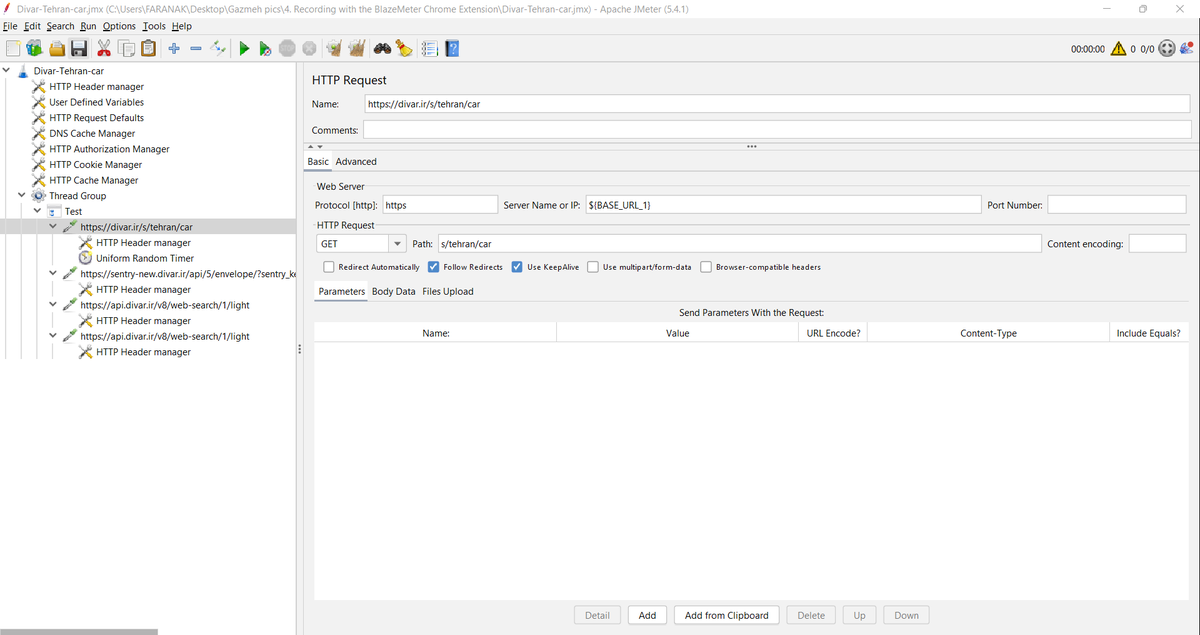 Divar-Tehran-car.jmx (C:\Users\FARANAK\Desktop\Gazmeh pics\4. Recording with the BlazeMeter Chrome Extension\Divar-Tehran-car.jmx) - Apache JMeter (5.4.1)
File Edit Search Run Options Tools Help
STOP
00:00:00 0 0/0
Divar-Tehran-car
HTTP Header manager
User Defined Variables
HTTP Request Defaults
DNS Cache Manager
HTTP Authorization Manager
HTTP Cookie Manager
HTTP Cache Manager
Thread Group
Test
https://divar.ir/s/tehran/car
HTTP Header manager
Uniform Random Timer
https://sentry-new.divar.ir/api/5/envelope/?sentry_ke
HTTP Header manager
https://api.divar.ir/v8/web-search/1/light
HTTP Header manager
https://api.divar.ir/v8/web-search/1/light
HTTP Header manager
HTTP Request
Name: https://divar.ir/s/tehran/car
Comments:
Basic Advanced
Web Server
Protocol [http]: https Server Name or IP: ${BASE_URL_1} Port Number:
HTTP Request
GET Path: s/tehran/car Content encoding:
Redirect Automatically Follow Redirects Use KeepAlive Use multipart/form-data Browser-compatible headers
Parameters Body Data Files Upload
Send Parameters With the Request:
Name: Value URL Encode? Content-Type Include Equals?
Detail Add Add from Clipboard Delete Up Down